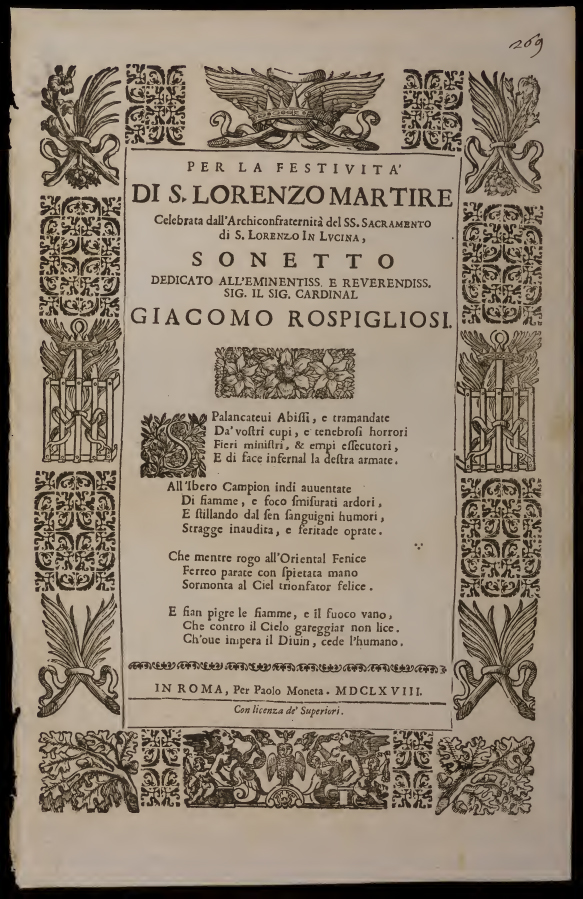 269
PER LA FESTIVITA'
DI S. LORENZO MARTIRE
Celebrata dall'Archiconfraternità del SS. SACRAMENTO
di S. LORENZO IN LVCINA,
SONETTO
DEDICATO ALL'EMINENTISS. E REVERENDISS.
SIG. IL SIG. CARDINAL
GIACOMO ROSPIGLIOSI.
SPalancateui Abissi, e tramandate
Da' vostri cupi, e tenebrosi horrori
Fieri ministri, & empi essecutori,
E di face infernal la destra armate.
All'Ibero Campion indi auuentate
Di fiamme, e foco smisurati ardori,
E stillando dal sen sanguigni humori,
Stragge inaudita, e feritade oprate.
Che mentre rogo all'Oriental Fenice
Ferreo parate con spietata mano
Sormonta al Ciel trionfator felice.
E sian pigre le fiamme, e il fuoco vano,
Che contro il Cielo gareggiar non lice.
Ch'oue impera il Diuin, cede l'humano.
IN ROMA, Per Paolo Moneta. MDCLXVIII.
Con licenza de' Superiori.